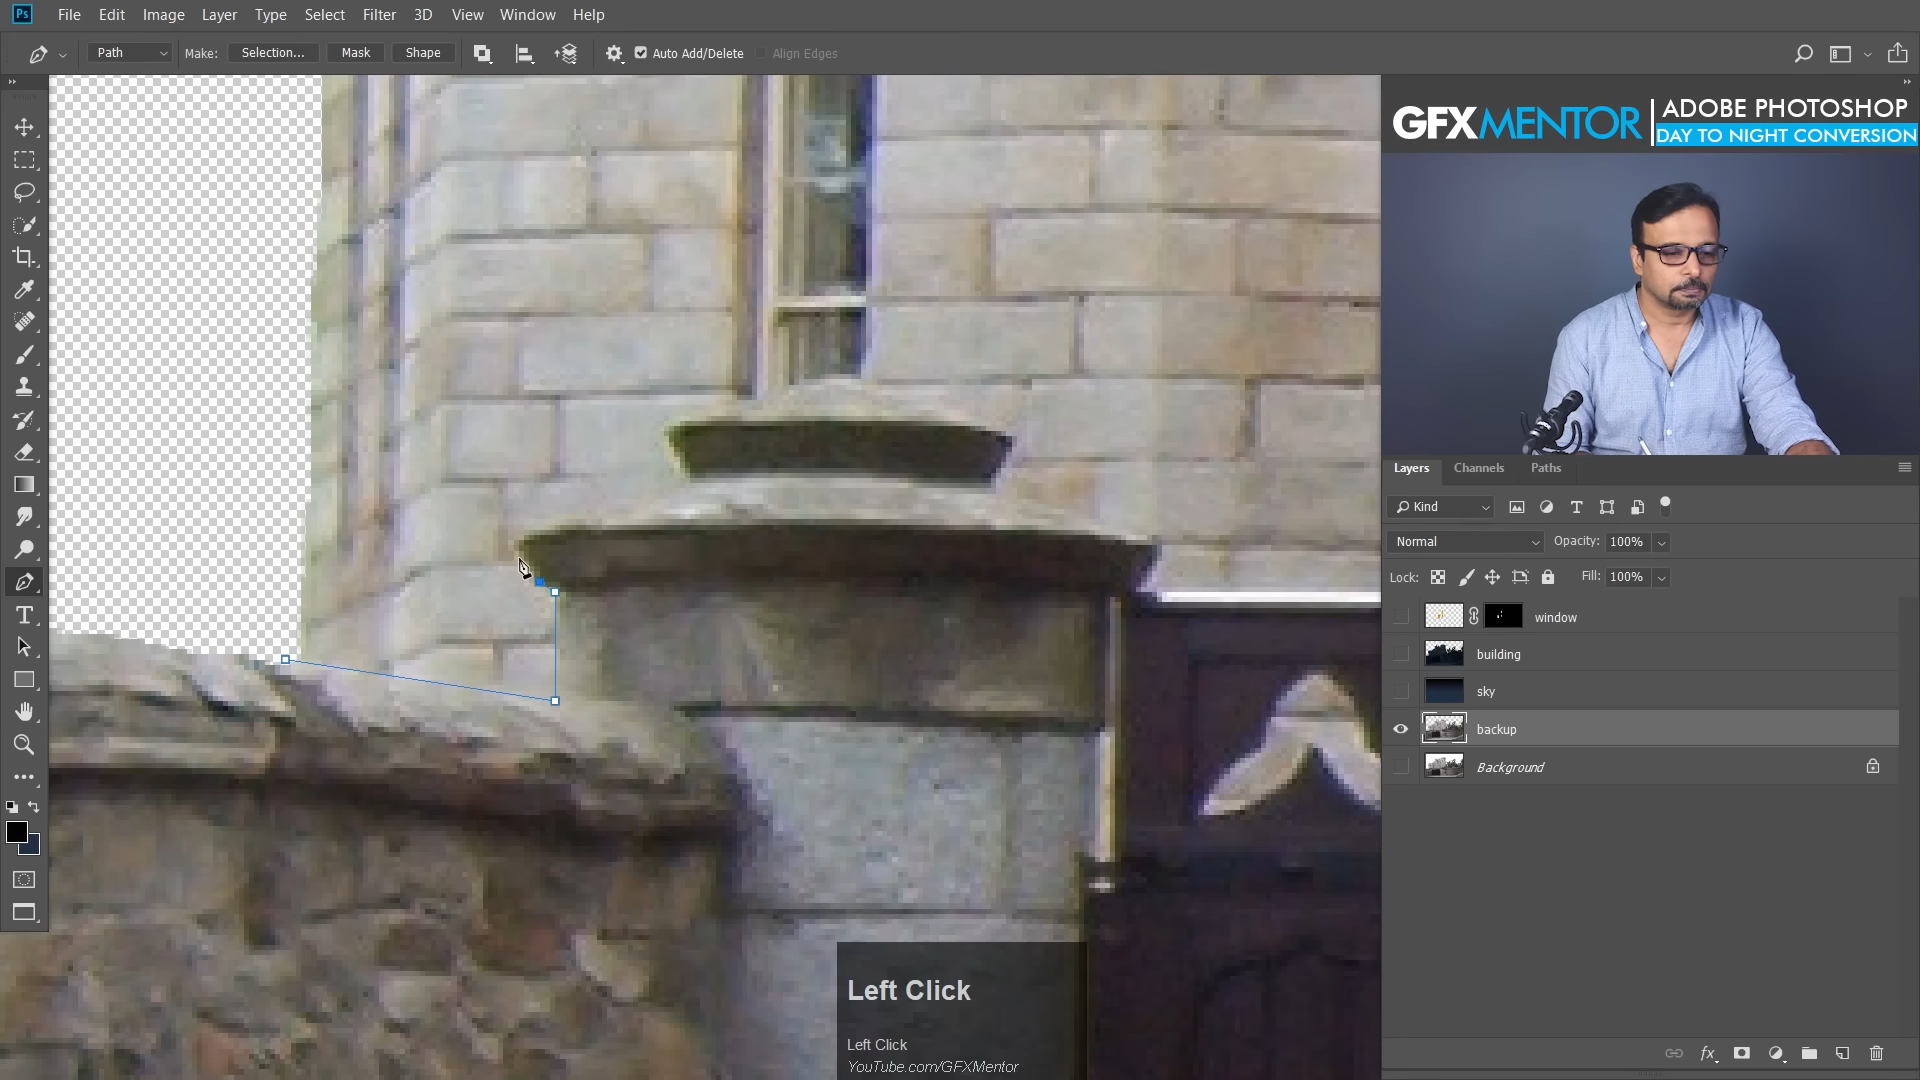 Ps File Edit Image Layer Type Select Filter 3D View Window Help
Path Make: Selection... Mask Shape Auto Add/Delete Align Edges
GFXMENTOR ADOBE PHOTOSHOP
DAY TO NIGHT CONVERSION
Layers Channels Paths
Kind
Normal Opacity: 100%
Lock: Fill: 100%
window
building
sky
backup
Background
fx
Left Click
Left Click
YouTube.com/GFXMentor